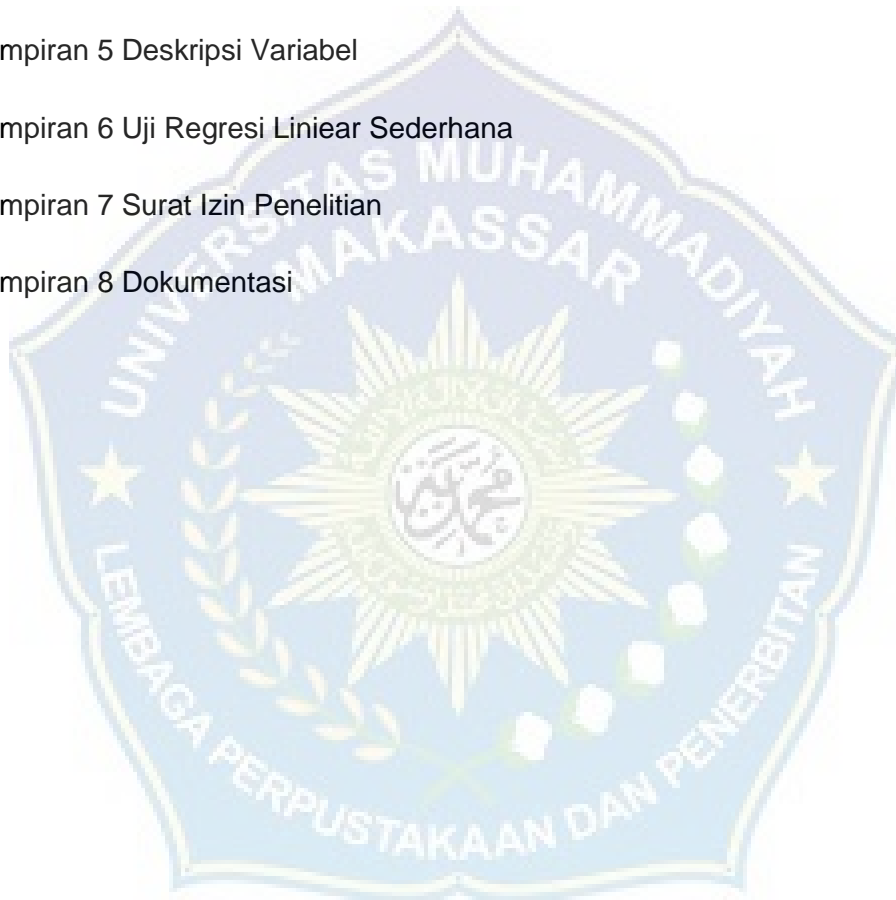 mpiran 5 Deskripsi Variabel
mpiran 6 Uji Regresi Liniear Sederhana
mpiran 7 Surat Izin Penelitian
mpiran 8 Dokumentasi
UNIVERSITAS MUHAMMADIYAH
MAKASSAR
LEMBAGA PERPUSTAKAAN DAN PENERBITAN